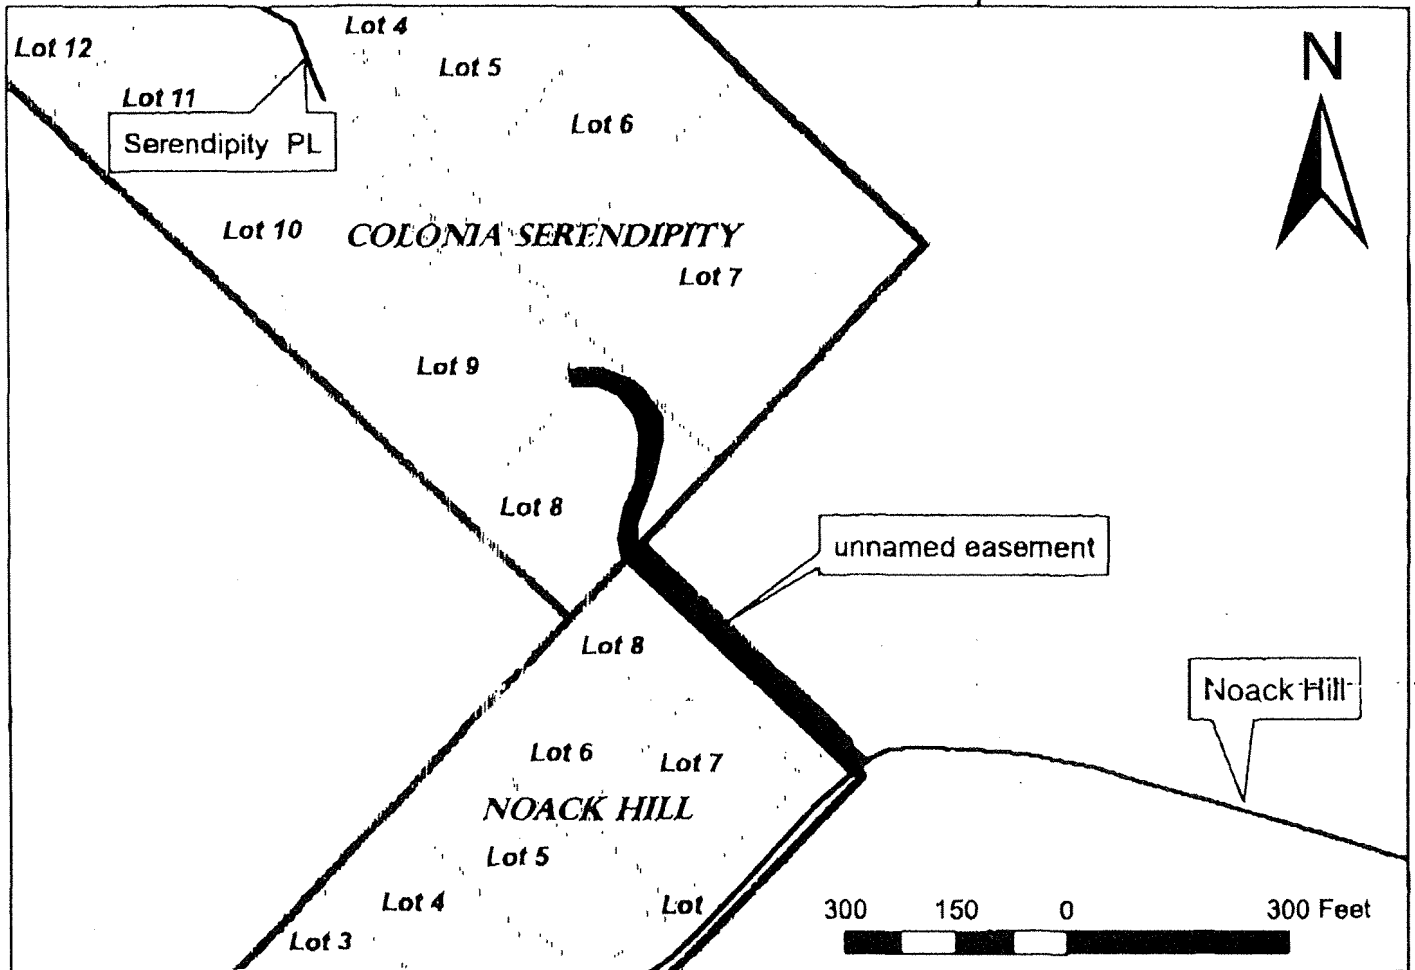 Lot 4
N
Lot 12
Lot 5
Lot 11
Lot 6
Serendipity PL
Lot 10
COLONIA SERENDIPITY
Lot 7
Lot 9
Lot 8
unnamed easement
Lot 8
Noack Hill
Lot 6
Lot 7
NOACK HILL
Lot 5
Lot 4
Lot
300 150 0 300 Feet
Lot 3